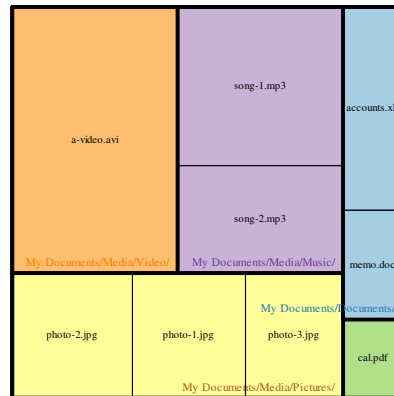 song-1.mp3
accounts.xl
a-video.avi
song-2.mp3
My Documents/Media/Video/
My Documents/Media/Music/
memo.doc
My Documents/Documents/
photo-2.jpg
photo-1.jpg
photo-3.jpg
cal.pdf
My Documents/Media/Pictures/